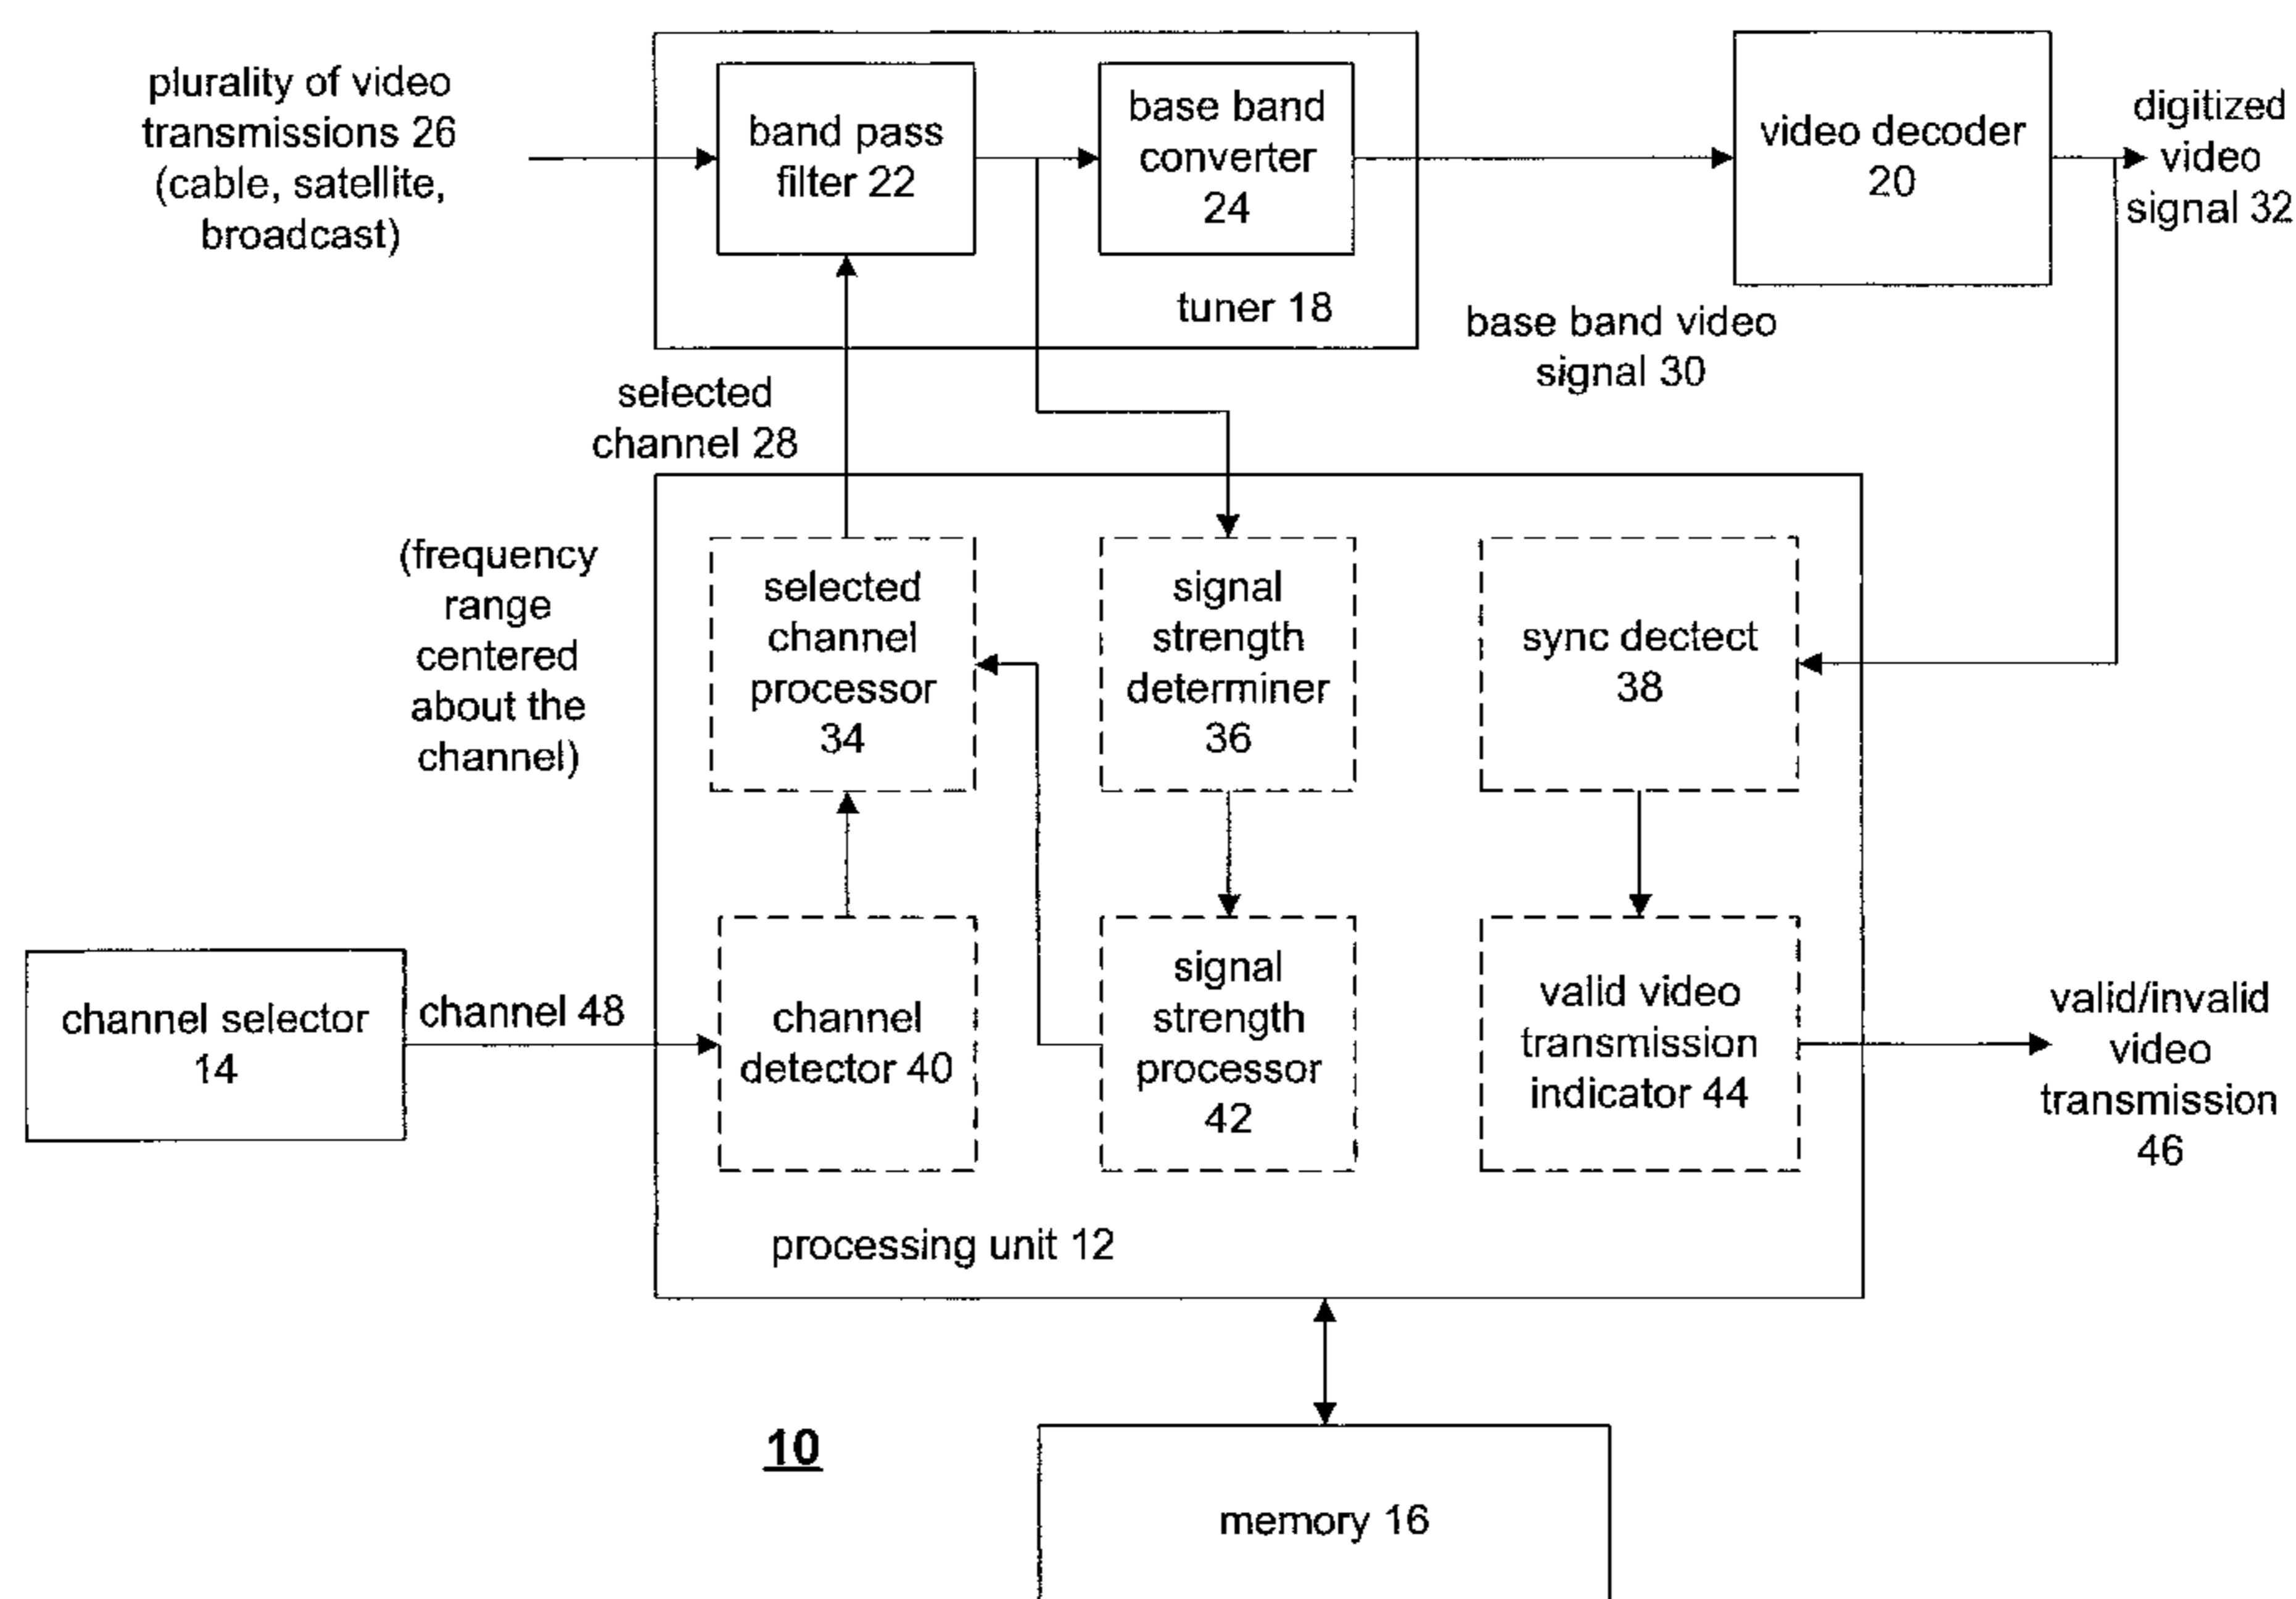 plurality of video
transmissions 26
(cable, satellite,
broadcast)
band pass
filter 22
base band
converter
24
tuner 18
video decoder
20
digitized
video
signal 32
base band video
signal 30
selected
channel 28
(frequency
range
centered
about the
channel)
selected
channel
processor
34
signal
strength
determiner
36
sync dectect
38
channel selector
14
channel 48
channel
detector 40
signal
strength
processor
42
valid video
transmission
indicator 44
valid/invalid
video
transmission
46
processing unit 12
10
memory 16